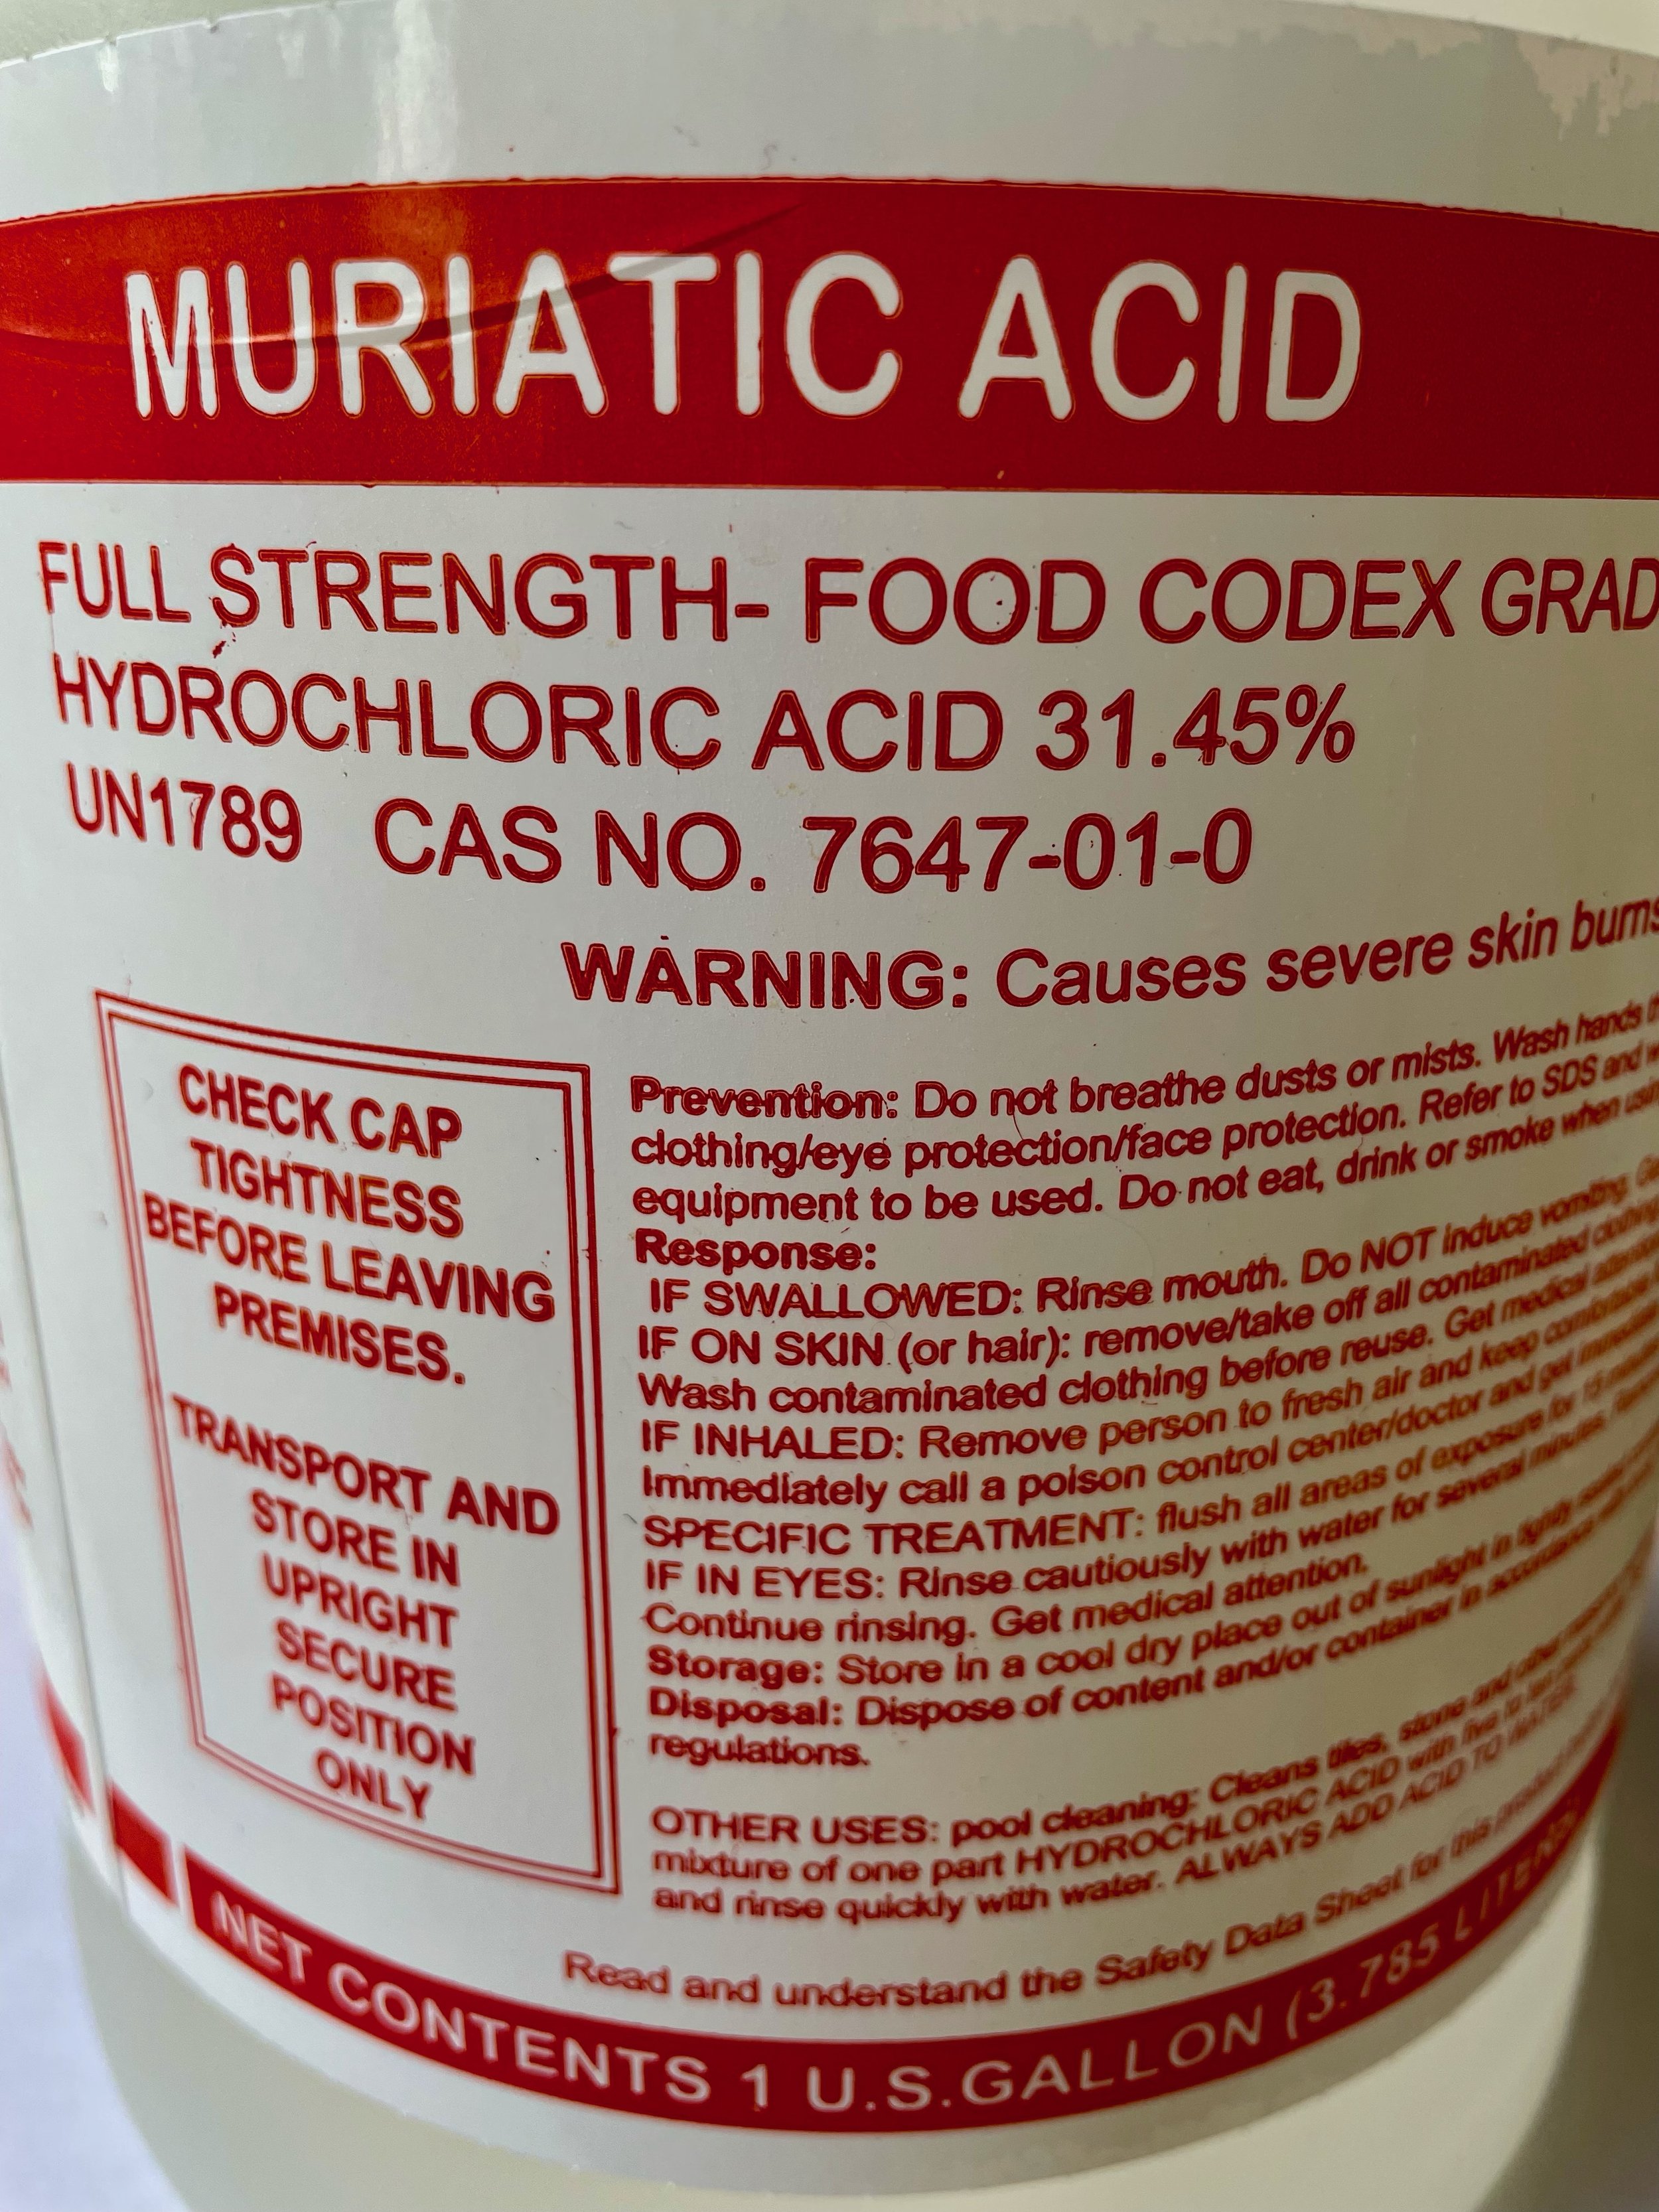 MURIATIC ACID
FULL STRENGTH- FOOD CODEX GRAD
HYDROCHLORIC ACID 31.45%
UN1789 CAS NO. 7647-01-0
WARNING: Causes severe skin burns
CHECK CAP
TIGHTNESS
BEFORE LEAVING
PREMISES.
TRANSPORT AND
STORE IN
UPRIGHT
SECURE
POSITION
ONLY
Prevention: Do not breathe dusts or mists. Wash hands
clothing/eye protection/face protection. Refer to SDS and
equipment to be used. Do not eat, drink or smoke when
Response:
IF SWALLOWED: Rinse mouth. Do NOT induce vomiting.
IF ON SKIN (or hair): remove/take off all contaminated clothing
Wash contaminated clothing before reuse. Get medical attention
IF INHALED: Remove person to fresh air and keep comfortable
Immediately call a poison control center/doctor and get
SPECIFIC TREATMENT: flush all areas of exposure for 15
IF IN EYES: Rinse cautiously with water for several minutes.
Continue rinsing. Get medical attention.
Storage: Store in a cool dry place out of sunlight in tightly
Disposal: Dispose of content and/or container in accordance
regulations.
OTHER USES: pool cleaning: Cleans tiles, stone and other
mixture of one part HYDROCHLORIC ACID with five to ten
and rinse quickly with water. ALWAYS ADD ACID TO WATER.
Read and understand the Safety Data Sheet for this product
NET CONTENTS 1 U.S.GALLON (3.785 LITERS)